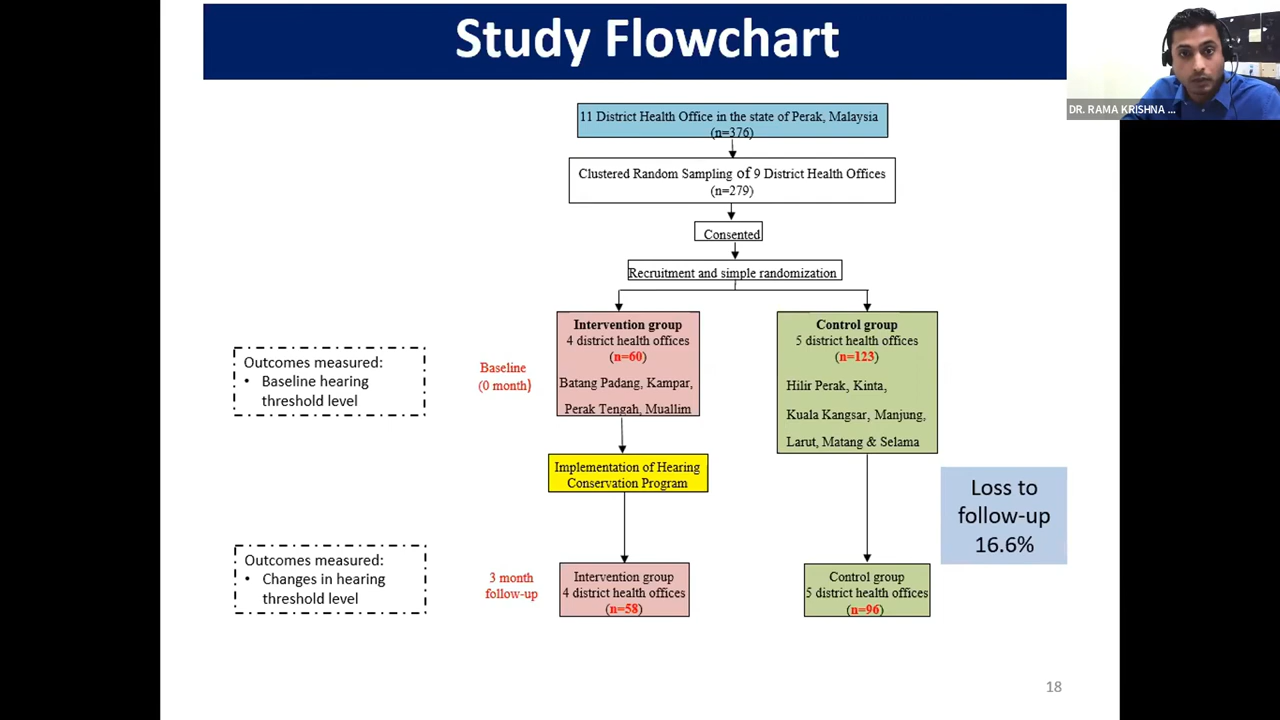 Study Flowchart
DR. RAMA KRISHNA ...
11 District Health Office in the state of Perak, Malaysia
(n=376)
Clustered Random Sampling of 9 District Health Offices
(n=279)
Consented
Recruitment and simple randomization
Intervention group
4 district health offices
(n=60)
Batang Padang, Kampar,
Perak Tengah, Muallim
Control group
5 district health offices
(n=123)
Hilir Perak, Kinta,
Kuala Kangsar, Manjung,
Larut, Matang & Selama
Outcomes measured:
• Baseline hearing
threshold level
Baseline
(0 month)
Implementation of Hearing
Conservation Program
Loss to
follow-up
16.6%
Outcomes measured:
• Changes in hearing
threshold level
3 month
follow-up
Intervention group
4 district health offices
(n=58)
Control group
5 district health offices
(n=96)
18